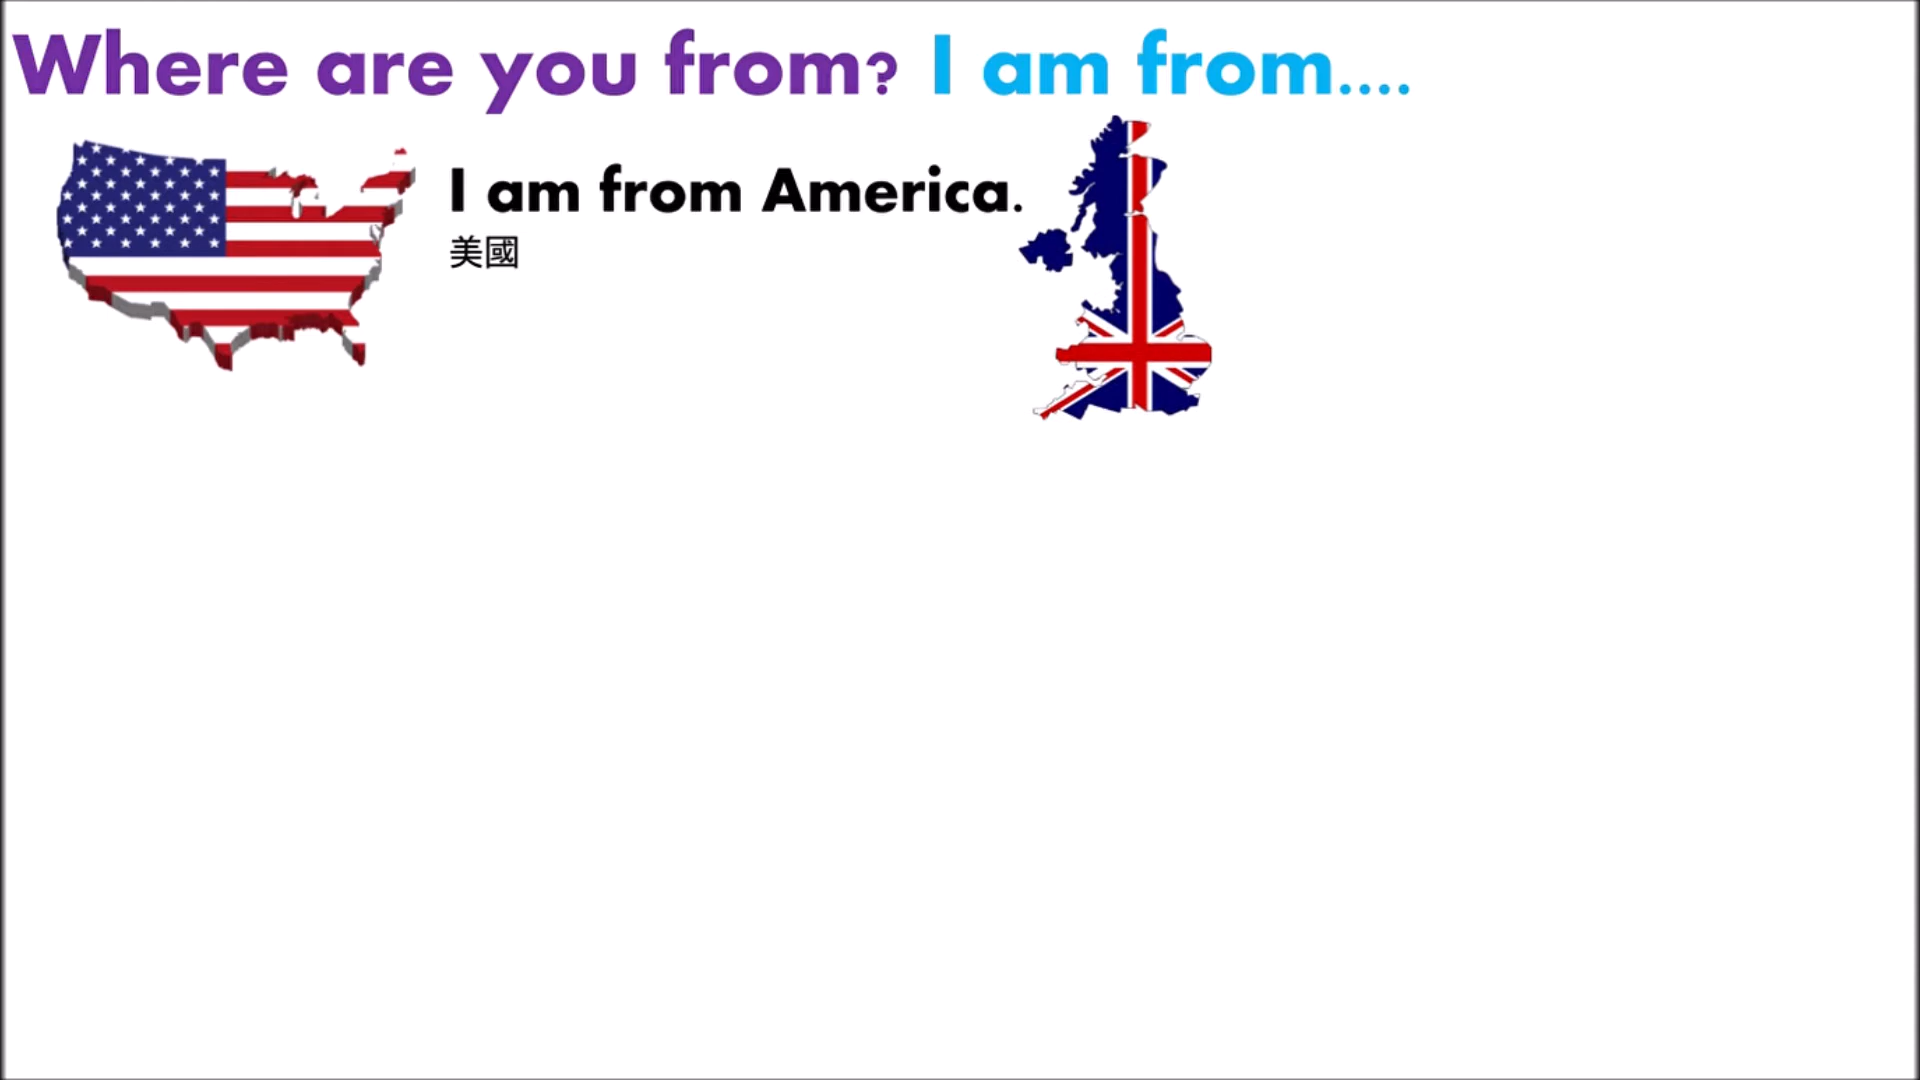 Where are you from? I am from....
I am from America.
美國